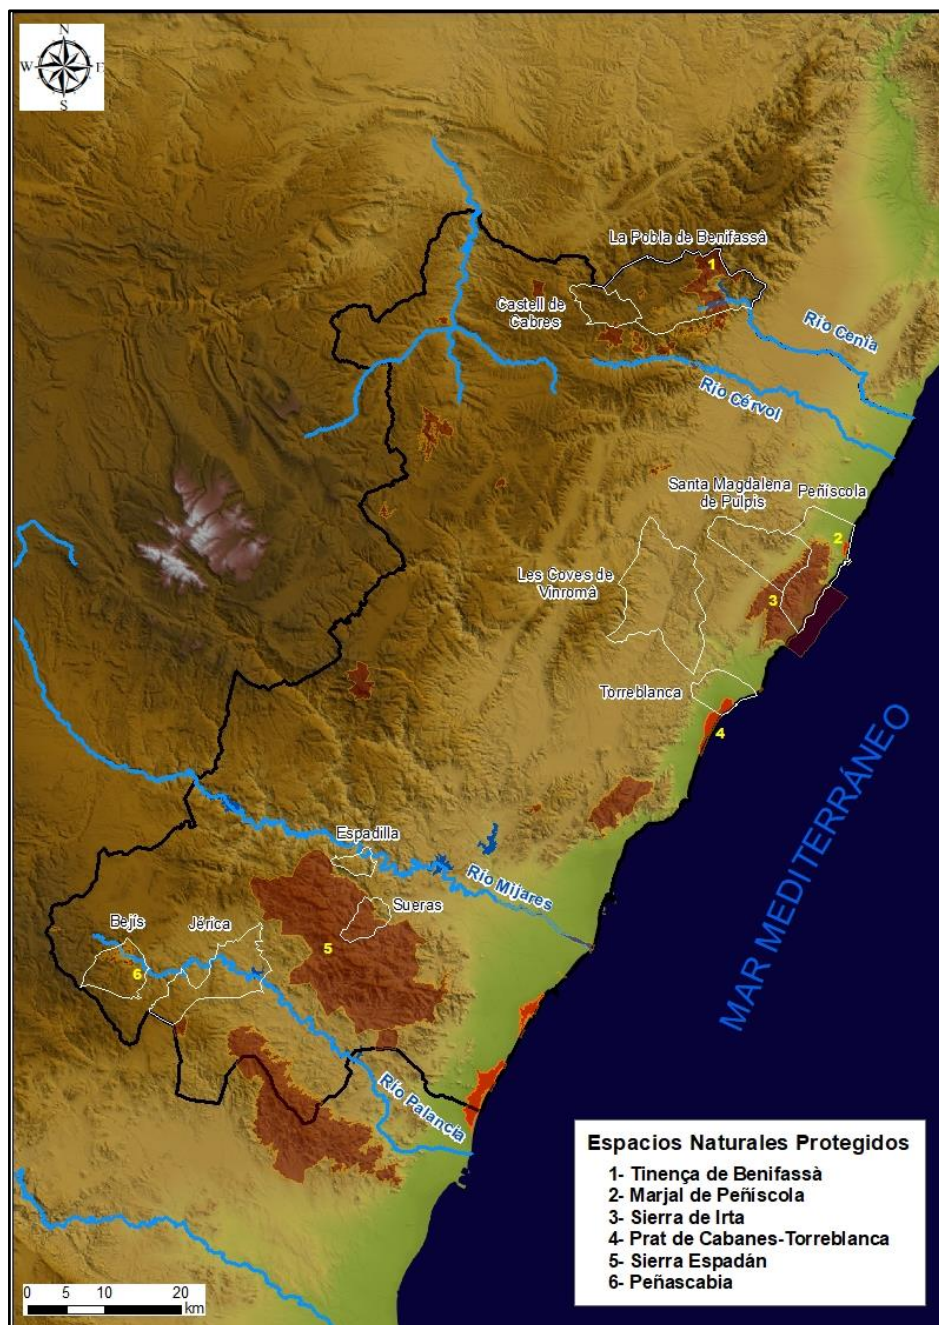 N
W E
S
La Pobla de Benifassà
1
Castell de
Cabres
Río Cenia
Río Cérvol
Santa Magdalena
de Pulpis
Peñíscola
2
Les Coves de
Vinromà
3
Torreblanca
4
MAR MEDITERRÁNEO
Espadilla
Río Mijares
Sueras
Bejís
Jérica
5
6
Río Palancia
Espacios Naturales Protegidos
1- Tinença de Benifassà
2- Marjal de Peñíscola
3- Sierra de Irta
4- Prat de Cabanes-Torreblanca
5- Sierra Espadán
6- Peñascabia
0 5 10 20
km